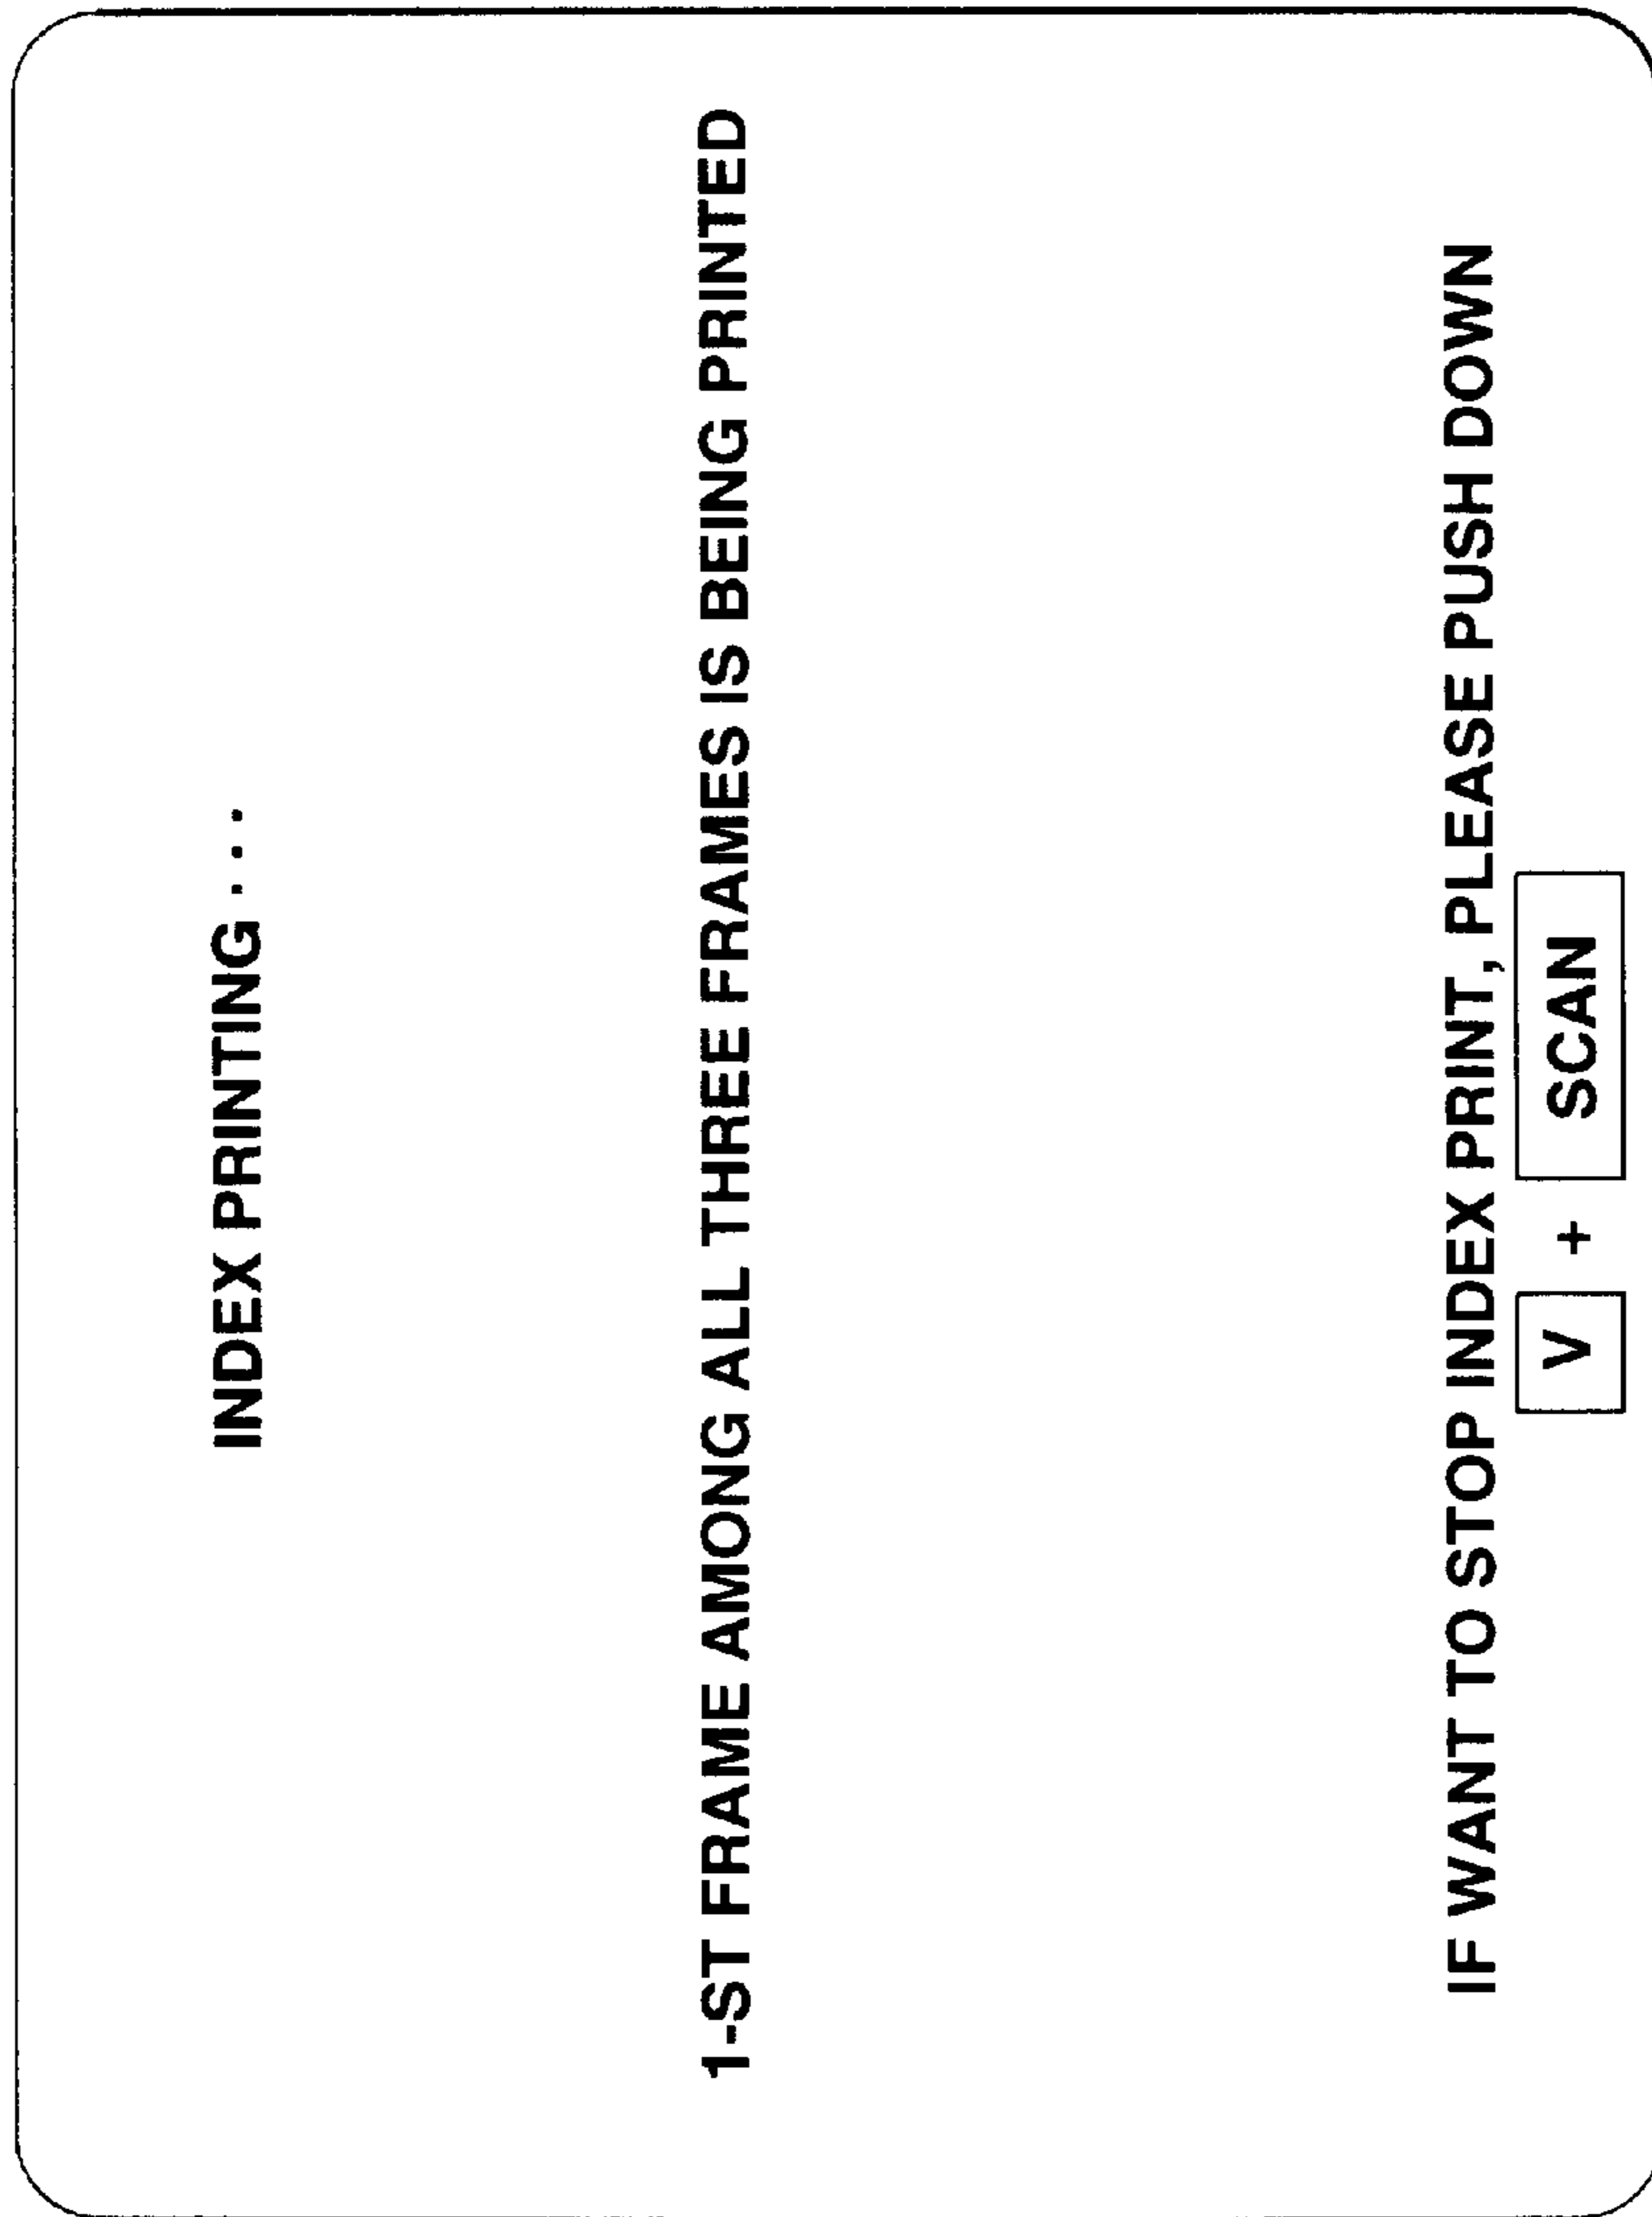 INDEX PRINTING . . .
1-ST FRAME AMONG ALL THREE FRAMES IS BEING PRINTED
IF WANT TO STOP INDEX PRINT, PLEASE PUSH DOWN
V + SCAN